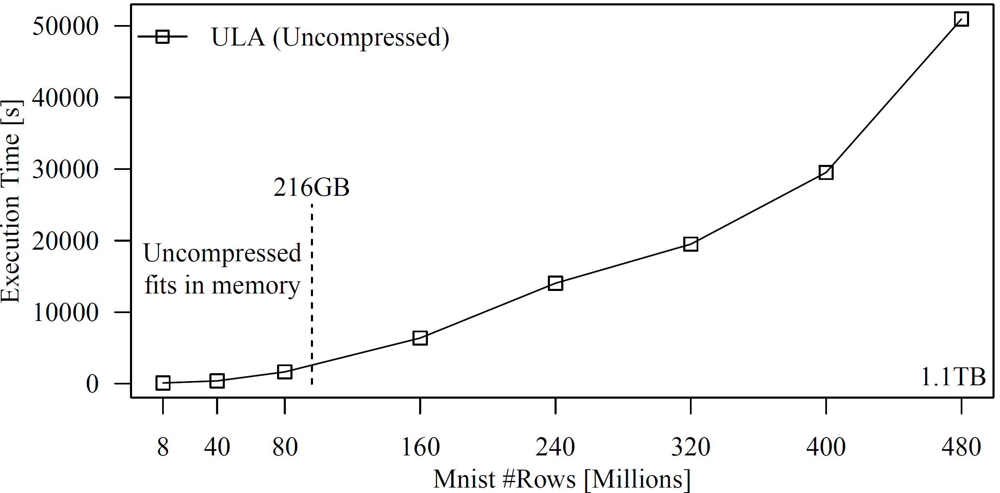 50000
40000
30000
20000
10000
0
Execution Time [s]
ULA (Uncompressed)
216GB
Uncompressed
fits in memory
1.1TB
8 40 80 160 240 320 400 480
Mnist #Rows [Millions]